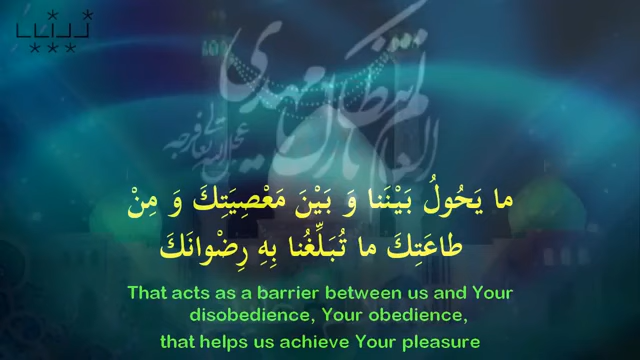 ما يَحُولُ بَيْنَنا وَ بَيْنَ مَعْصِيَتِكَ وَ مِنْ
طاعَتِكَ ما تُبَلِّغُنا بِهِ رِضْوانَكَ
That acts as a barrier between us and Your
disobedience, Your obedience,
that helps us achieve Your pleasure